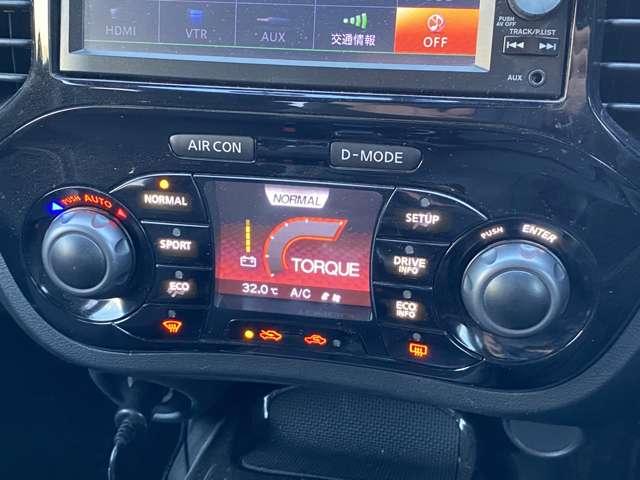 HDMI VTR AUX 交通情報 OFF
PUSH
AV OFF
TRACK/P.LIST
AUX
AIR CON D-MODE
PUSH AUTO
NORMAL
SPORT
ECO
NORMAL
TORQUE
32.0℃ A/C
SETUP
DRIVE
INFO
ECO
INFO
PUSH ENTER